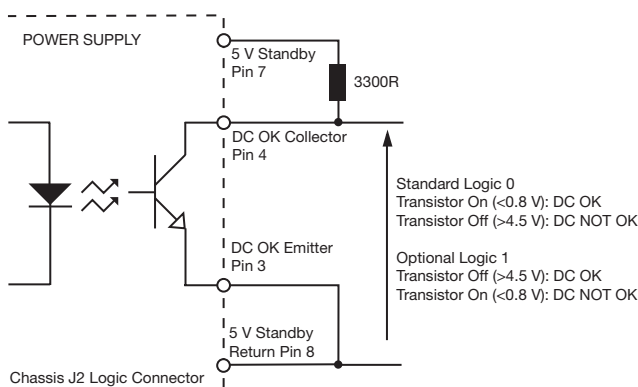 POWER SUPPLY
5 V Standby
Pin 7
3300R
DC OK Collector
Pin 4
Standard Logic 0
Transistor On (<0.8 V): DC OK
Transistor Off (>4.5 V): DC NOT OK
Optional Logic 1
Transistor Off (>4.5 V): DC OK
Transistor On (<0.8 V): DC NOT OK
DC OK Emitter
Pin 3
5 V Standby
Return Pin 8
Chassis J2 Logic Connector